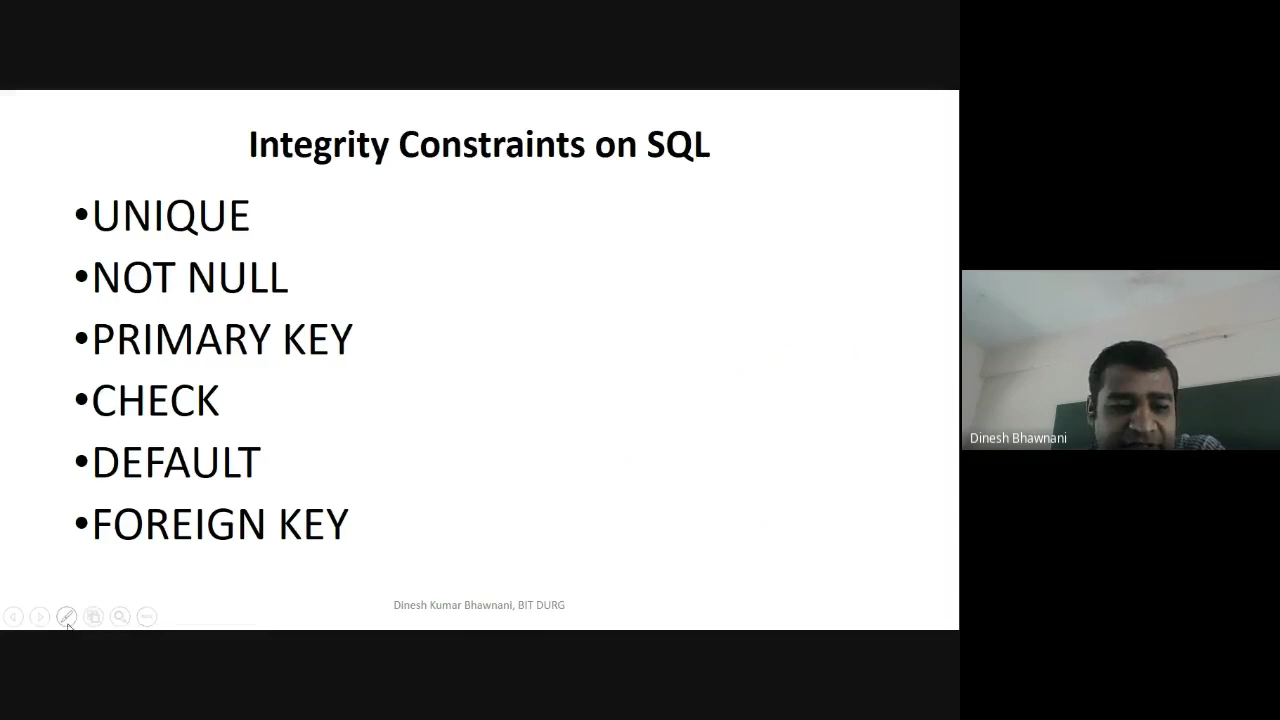 Integrity Constraints on SQL
•UNIQUE
•NOT NULL
•PRIMARY KEY
•CHECK
•DEFAULT
•FOREIGN KEY
Dinesh Kumar Bhawnani, BIT DURG
Dinesh Bhawnani